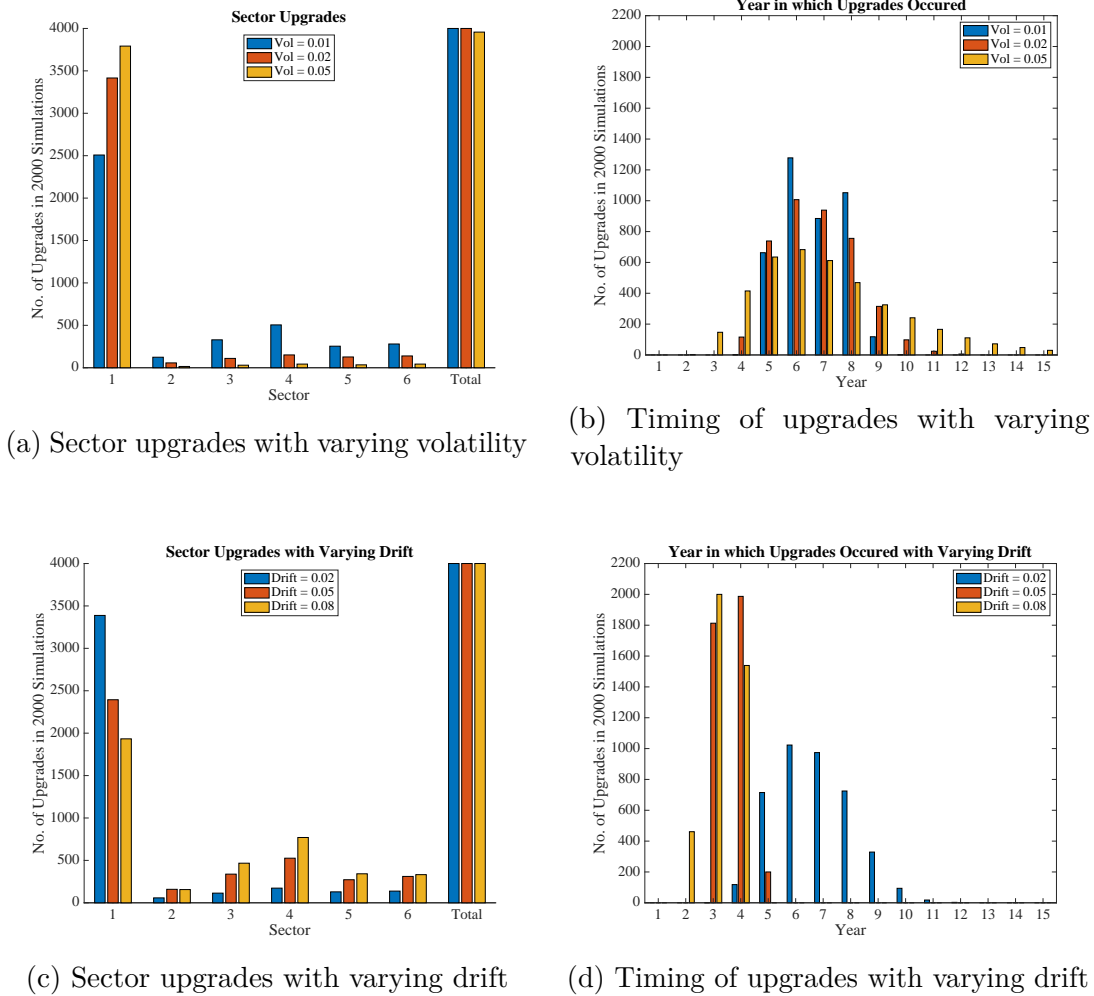 Sector Upgrades
No. of Upgrades in 2000 Simulations
4000
3500
3000
2500
2000
1500
1000
500
0
Vol = 0.01
Vol = 0.02
Vol = 0.05
1 2 3 4 5 6 Total
Sector
(a) Sector upgrades with varying volatility
Year in which Upgrades Occured
No. of Upgrades in 2000 Simulations
2200
2000
1800
1600
1400
1200
1000
800
600
400
200
0
Vol = 0.01
Vol = 0.02
Vol = 0.05
1 2 3 4 5 6 7 8 9 10 11 12 13 14 15
Year
(b) Timing of upgrades with varying
volatility
Sector Upgrades with Varying Drift
No. of Upgrades in 2000 Simulations
4000
3500
3000
2500
2000
1500
1000
500
0
Drift = 0.02
Drift = 0.05
Drift = 0.08
1 2 3 4 5 6 Total
Sector
(c) Sector upgrades with varying drift
Year in which Upgrades Occured with Varying Drift
No. of Upgrades in 2000 Simulations
2200
2000
1800
1600
1400
1200
1000
800
600
400
200
0
Drift = 0.02
Drift = 0.05
Drift = 0.08
1 2 3 4 5 6 7 8 9 10 11 12 13 14 15
Year
(d) Timing of upgrades with varying drift